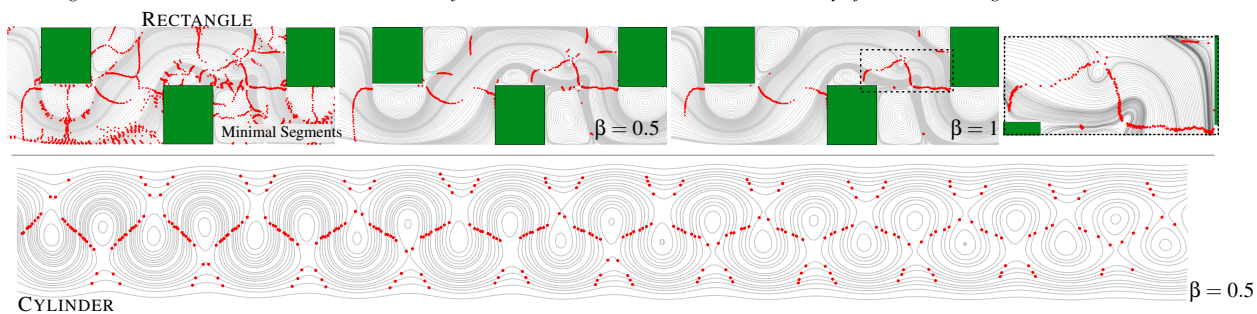 RECTANGLE
Minimal Segments
β = 0.5
β = 1
CYLINDER
β = 0.5